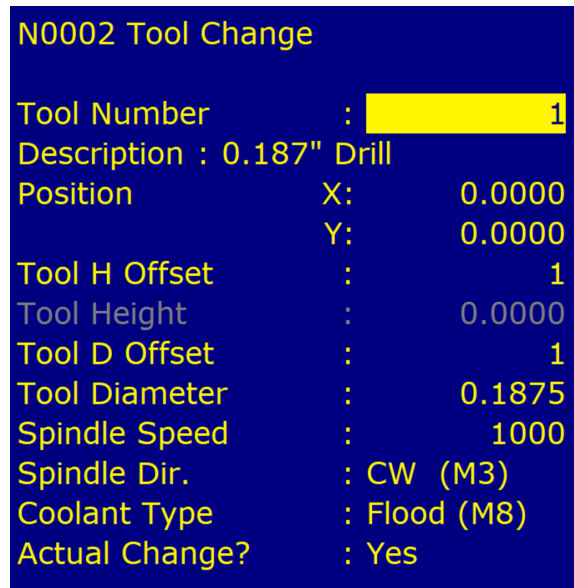 N0002 Tool Change
Tool Number : 1
Description : 0.187" Drill
Position X: 0.0000
Y: 0.0000
Tool H Offset : 1
Tool Height : 0.0000
Tool D Offset : 1
Tool Diameter : 0.1875
Spindle Speed : 1000
Spindle Dir. : CW (M3)
Coolant Type : Flood (M8)
Actual Change? : Yes